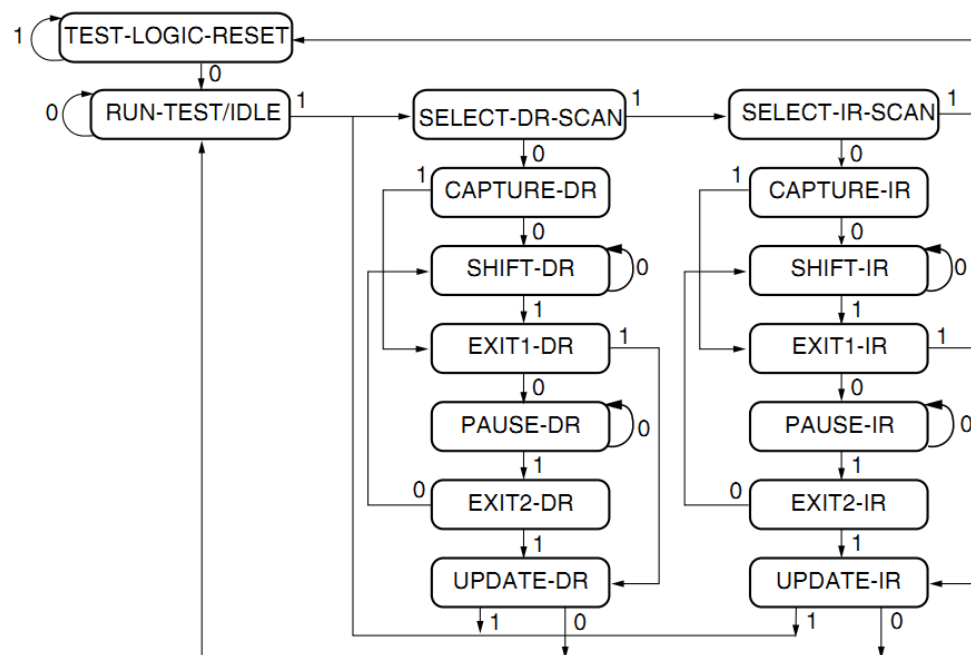 1 TEST-LOGIC-RESET
0
0 RUN-TEST/IDLE 1
SELECT-DR-SCAN 1
SELECT-IR-SCAN 1
0
0
1 CAPTURE-DR
1 CAPTURE-IR
0
0
SHIFT-DR 0
SHIFT-IR 0
1
1
EXIT1-DR 1
EXIT1-IR 1
0
0
PAUSE-DR 0
PAUSE-IR 0
1
1
0 EXIT2-DR
0 EXIT2-IR
1
1
UPDATE-DR
UPDATE-IR
1 0
1 0